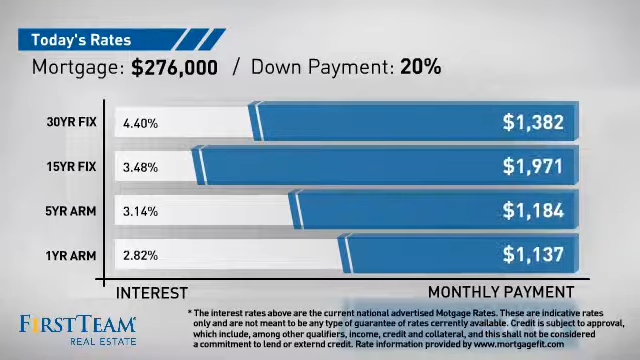 Today's Rates
Mortgage: $276,000 / Down Payment: 20%
30YR FIX 4.40% $1,382
15YR FIX 3.48% $1,971
5YR ARM 3.14% $1,184
1YR ARM 2.82% $1,137
INTEREST MONTHLY PAYMENT
* The interest rates above are the current national advertised Motgage Rates. These are indicative rates
only and are not meant to be any type of guarantee of rates cerrently available. Credit is subject to approval,
which include, among other qualifiers, income, credit and collateral, and this shall not be considered
a commitment to lend or externd credit. Rate information provided by www.mortgagefit.com
FIRSTTEAM®
REAL ESTATE